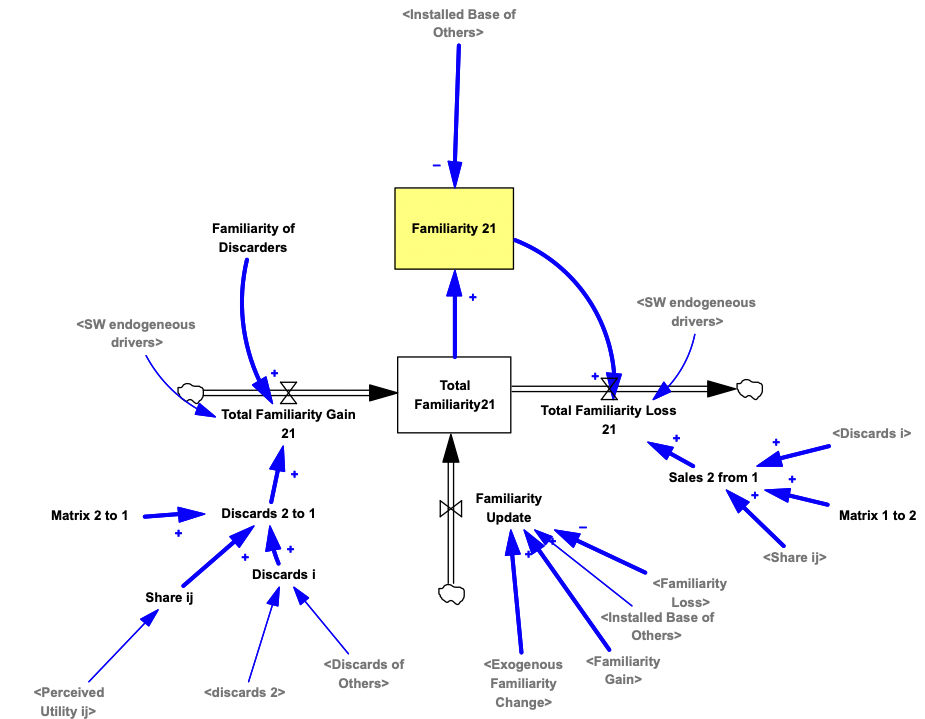 <Installed Base of
Others>
–
Familiarity 21
Familiarity of
Discarders
+
<SW endogeneous
drivers>
<SW endogeneous
drivers>
+
+
Total
Familiarity21
Total Familiarity Gain
21
Total Familiarity Loss
21
+
+
<Discards i>
+
Sales 2 from 1
+
+
Matrix 1 to 2
<Share ij>
Matrix 2 to 1
+
Discards 2 to 1
+
+
Discards i
Share ij
Familiarity
Update
–
+
+
<Familiarity
Loss>
<Installed Base of
Others>
<Familiarity
Gain>
<Exogenous
Familiarity
Change>
<Discards of
Others>
<discards 2>
<Perceived
Utility ij>